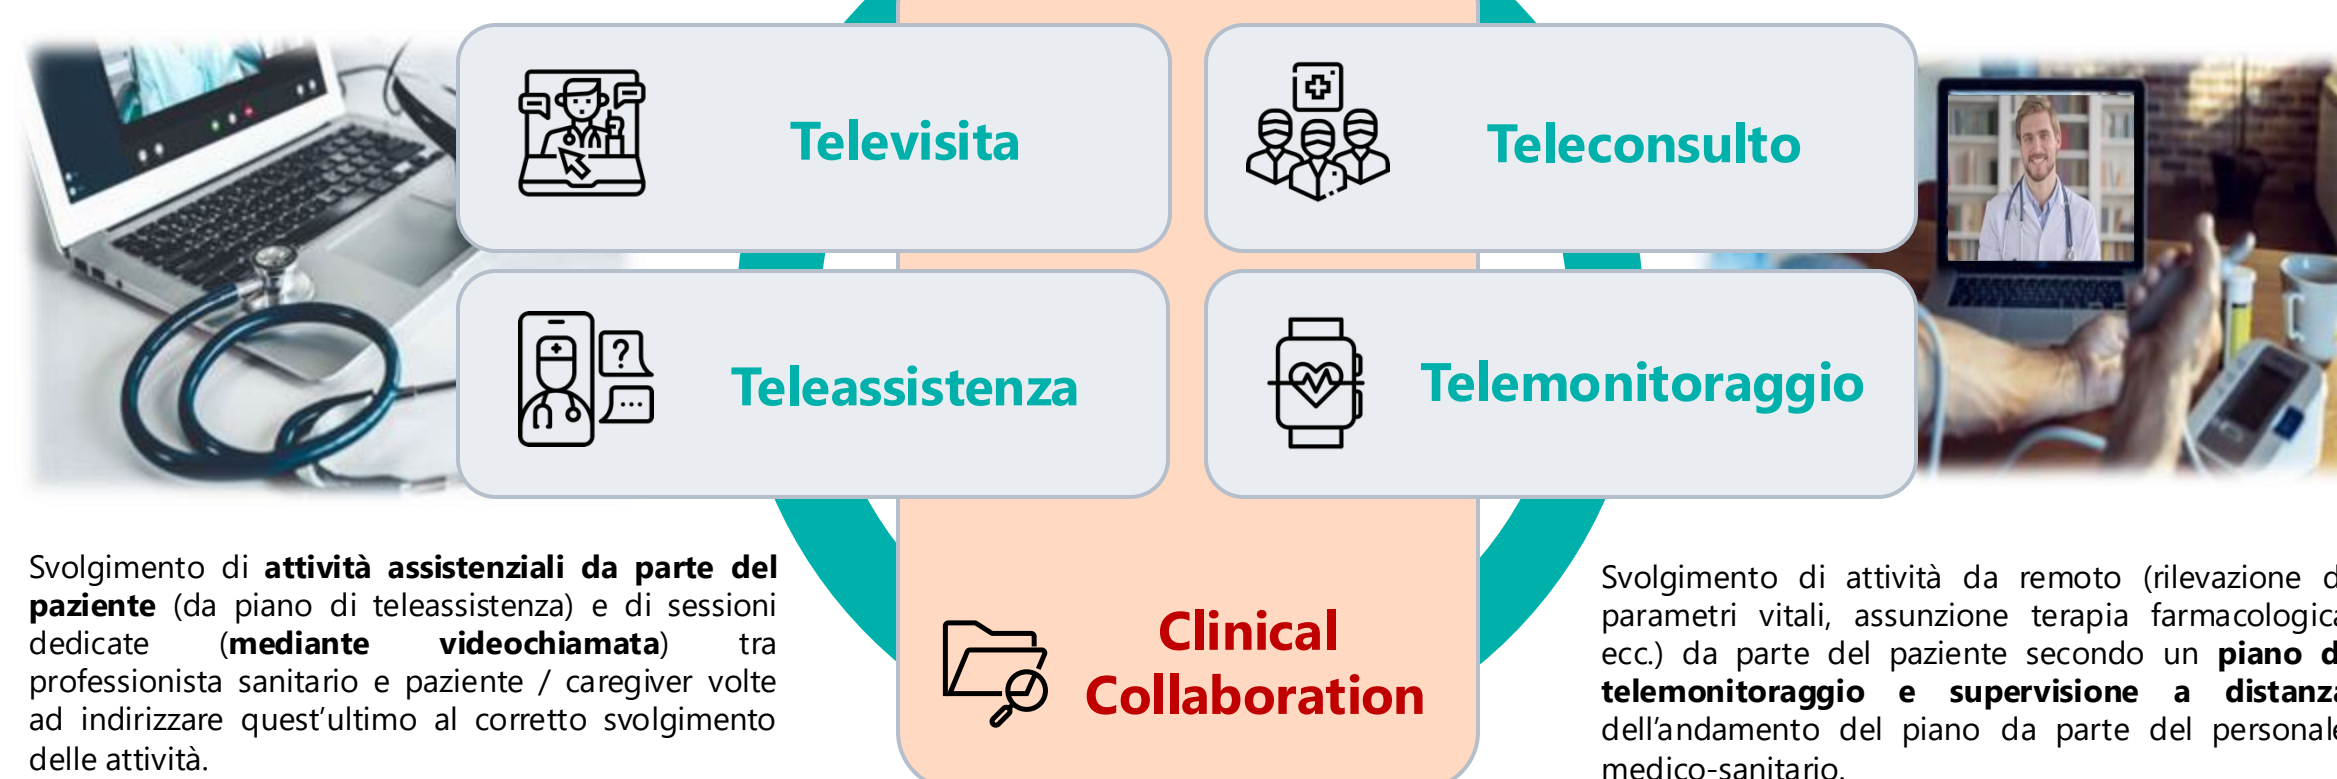 Televisita
Teleconsulto
Teleassistenza
Telemonitoraggio
Svolgimento di attività assistenziali da parte del
paziente (da piano di teleassistenza) e di sessioni
dedicate (mediante videochiamata) tra
professionista sanitario e paziente / caregiver volte
ad indirizzare quest’ultimo al corretto svolgimento
delle attività.
Clinical
Collaboration
Svolgimento di attività da remoto (rilevazione d
parametri vitali, assunzione terapia farmacologica
ecc.) da parte del paziente secondo un piano d
telemonitoraggio e supervisione a distanza
dell’andamento del piano da parte del personale
medico-sanitario.